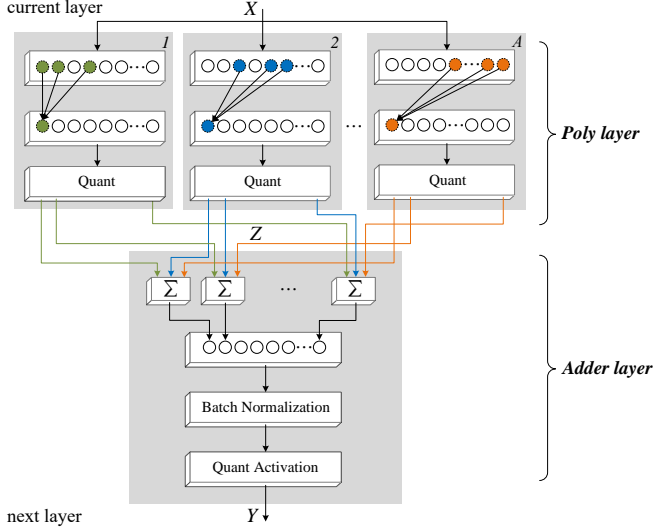 current layer
X
1
2
A
...
Poly layer
Quant
Quant
Quant
Z
Σ
Σ
...
Σ
Adder layer
Batch Normalization
Quant Activation
next layer
Y